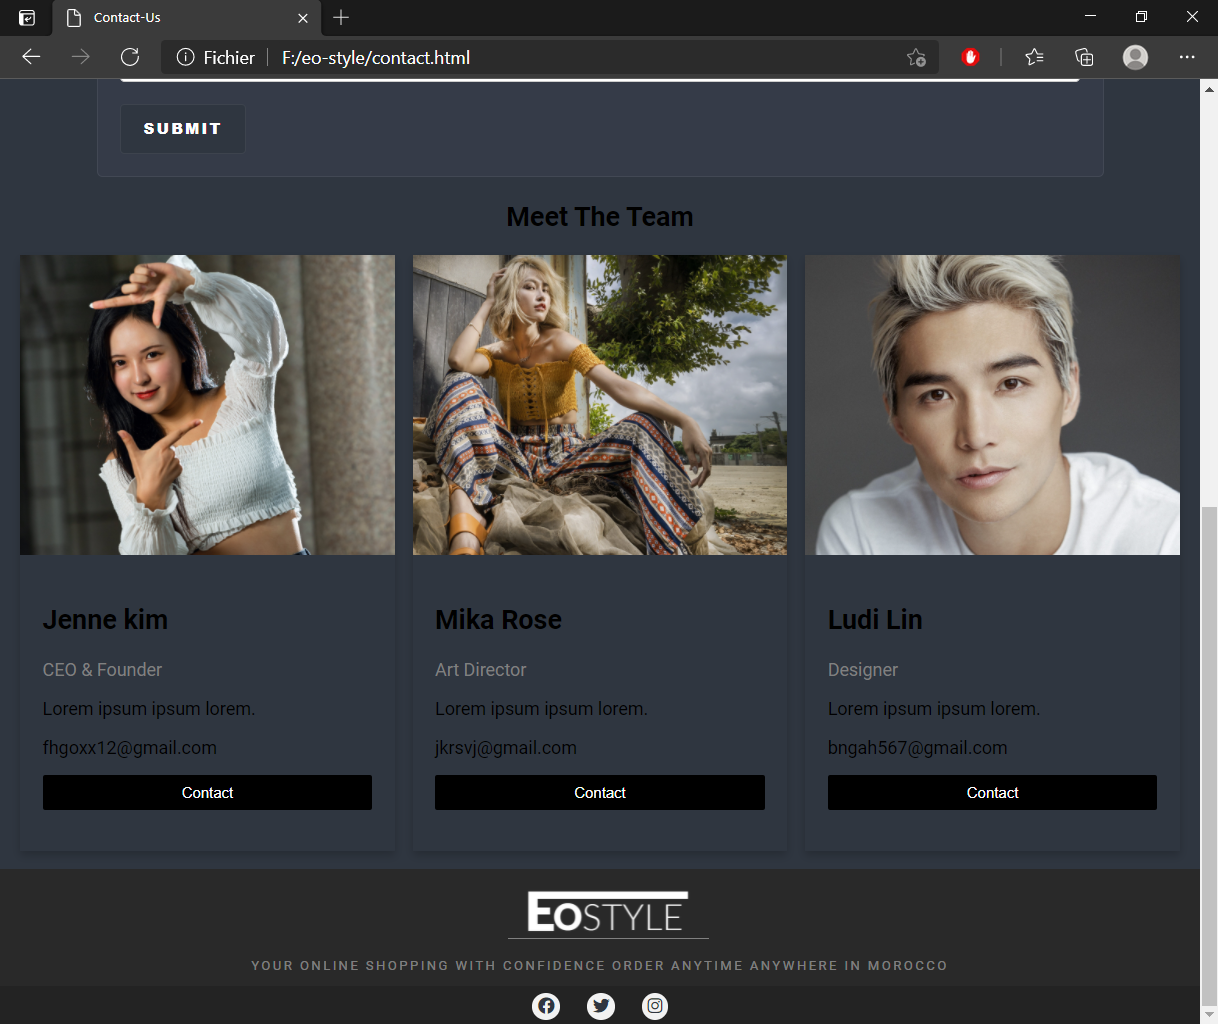 Contact-Us
Fichier F:/eo-style/contact.html
SUBMIT
Meet The Team
Jenne kim
CEO & Founder
Lorem ipsum ipsum lorem.
fhgoxx12@gmail.com
Contact
Mika Rose
Art Director
Lorem ipsum ipsum lorem.
jkrsvj@gmail.com
Contact
Ludi Lin
Designer
Lorem ipsum ipsum lorem.
bngah567@gmail.com
Contact
EOSTYLE
YOUR ONLINE SHOPPING WITH CONFIDENCE ORDER ANYTIME ANYWHERE IN MOROCCO